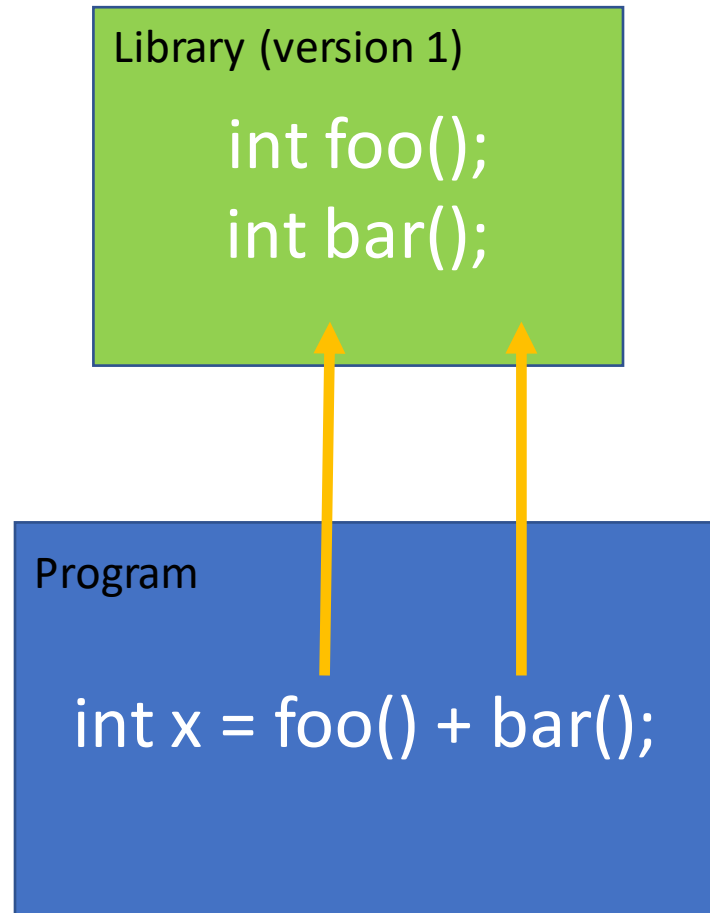 Library (version 1)
int foo();
int bar();
Program
int x = foo() + bar();